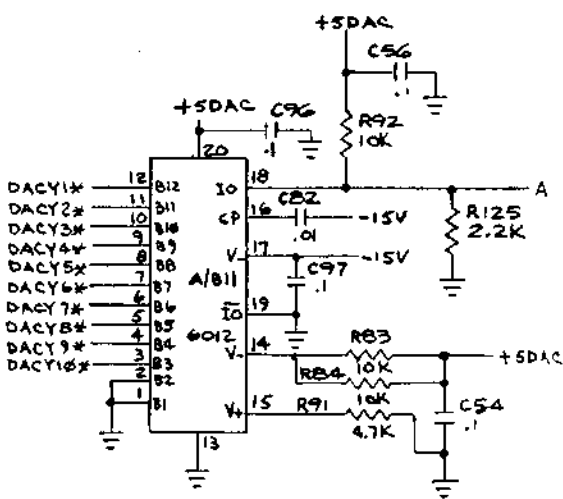 +5DAC
C56
.1
+5DAC
C96
.1
R92
10K
20
DACY1* 12 B12 IO 18 A
DACY2* 11 B11 C82
DACY3* 10 B10 CP 16 -15V
.01
R125
2.2K
DACY4* 9 B9
DACY5* 8 B8 V- 17 -15V
DACY6* 7 B7 A/B11 C97
.1
DACY7* 6 B6
DACY8* 5 B5 IO 19
DACY9* 4 B4 6012
DACY10* 3 B3 V- 14 R83 +5DAC
10K
2 B2 R84
10K
1 B1 V+ 15 R91
4.7K
C54
.1
13